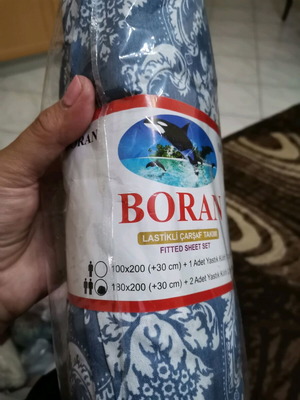 RAN
BORAN
LASTİKLİ ÇARŞAF TAKIMI
FITTED SHEET SET
100x200 (+30 cm) + 1 Adet Yastık
180x200 (+30 cm) + 2 Adet Yastık